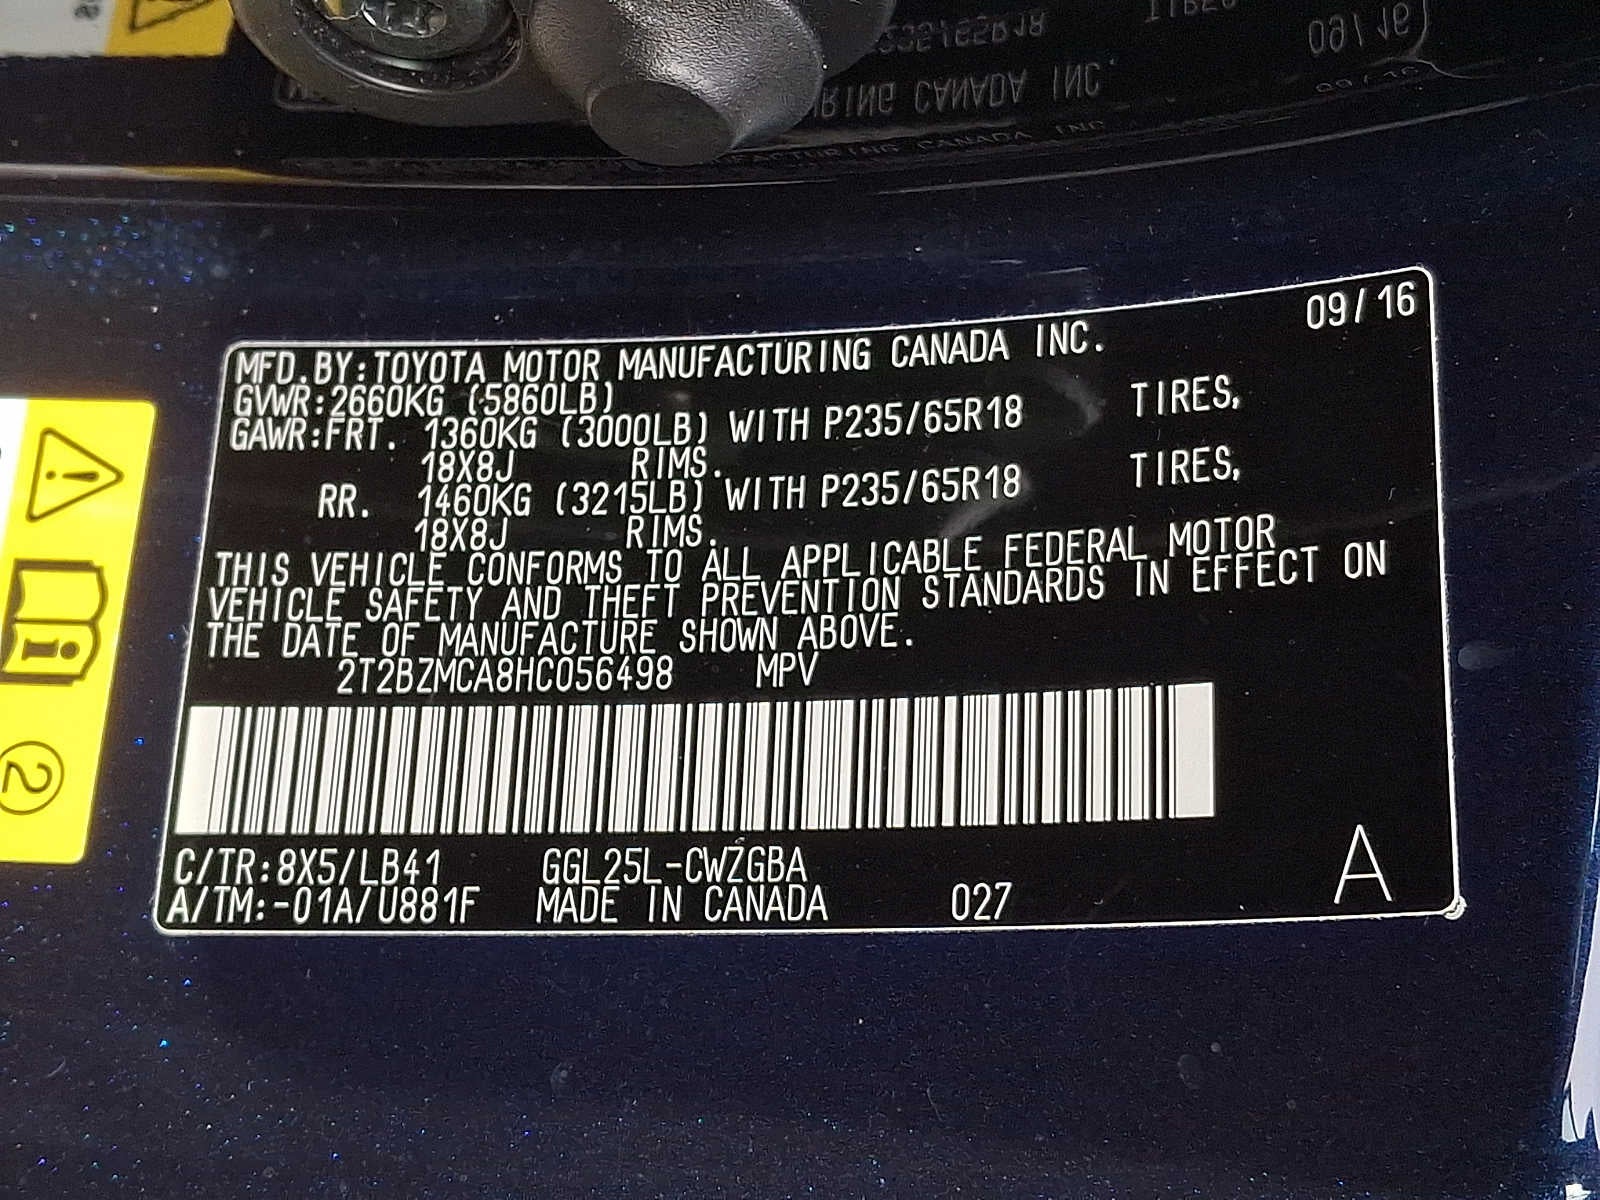 09/16
MFD.BY:TOYOTA MOTOR MANUFACTURING CANADA INC.
GVWR:2660KG (5860LB)
GAWR:FRT. 1360KG (3000LB) WITH P235/65R18 TIRES,
18X8J RIMS.
RR. 1460KG (3215LB) WITH P235/65R18 TIRES,
18X8J RIMS.
THIS VEHICLE CONFORMS TO ALL APPLICABLE FEDERAL MOTOR
VEHICLE SAFETY AND THEFT PREVENTION STANDARDS IN EFFECT ON
THE DATE OF MANUFACTURE SHOWN ABOVE.
2T2BZMCA8HC056498 MPV
C/TR:8X5/LB41 GGL25L-CWZGBA
A/TM:-01A/U881F MADE IN CANADA 027
A
2